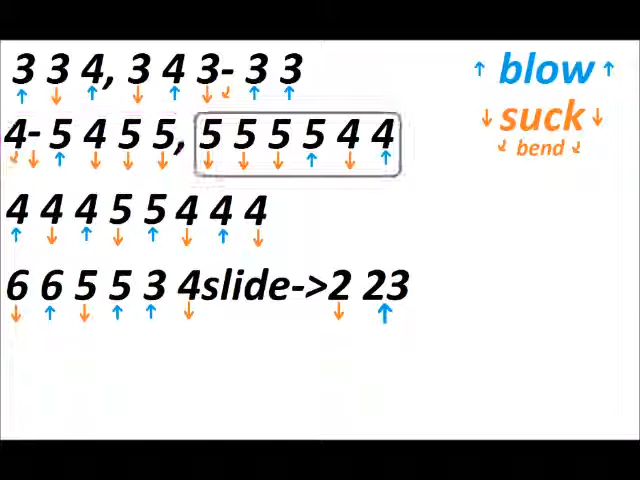 3 3 4, 3 4 3- 3 3
4- 5 4 5 5, 5 5 5 5 4 4
4 4 4 5 5 4 4 4
6 6 5 5 3 4slide->2 23
↑ blow ↑
↓ suck ↓
↙ bend ↙